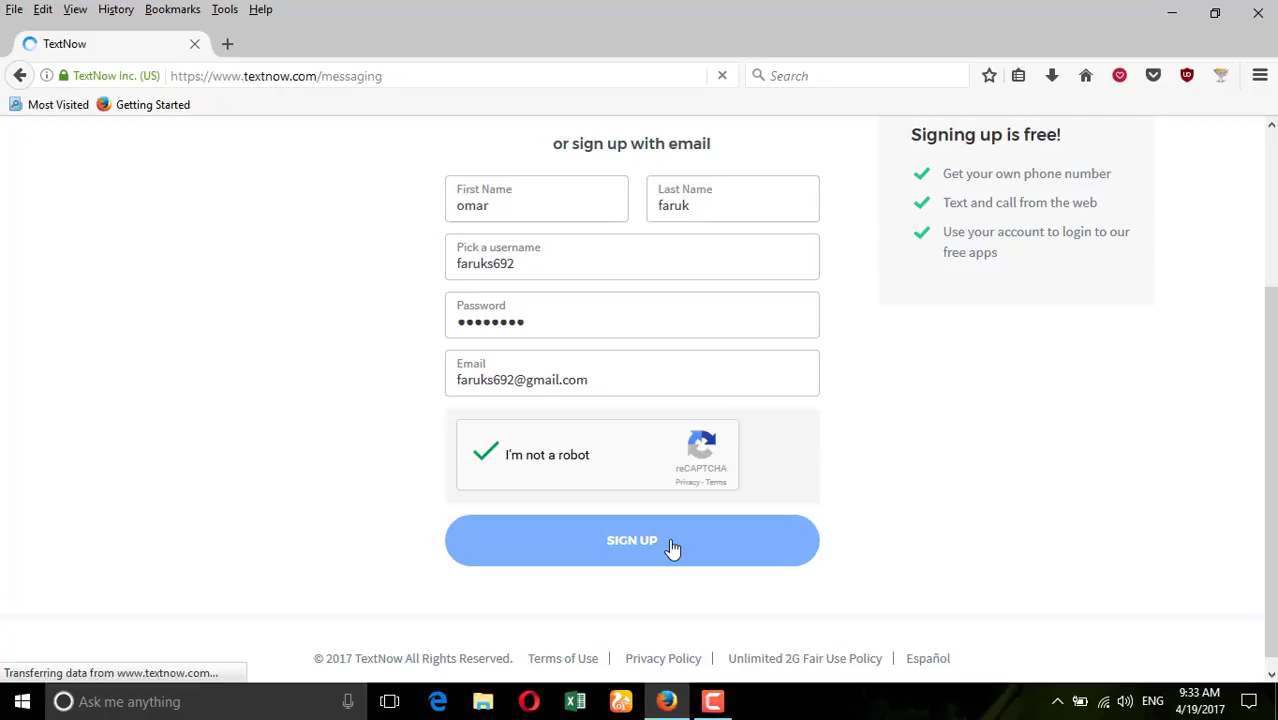 File Edit View History Bookmarks Tools Help
TextNow
TextNow Inc. (US) https://www.textnow.com/messaging Search
Most Visited Getting Started
or sign up with email
First Name
omar
Last Name
faruk
Pick a username
faruks692
Password
Email
faruks692@gmail.com
I'm not a robot
reCAPTCHA
Privacy - Terms
SIGN UP
Signing up is free!
Get your own phone number
Text and call from the web
Use your account to login to our
free apps
© 2017 TextNow All Rights Reserved. Terms of Use | Privacy Policy | Unlimited 2G Fair Use Policy | Español
Transferring data from www.textnow.com...
Ask me anything
ENG
9:33 AM
4/19/2017